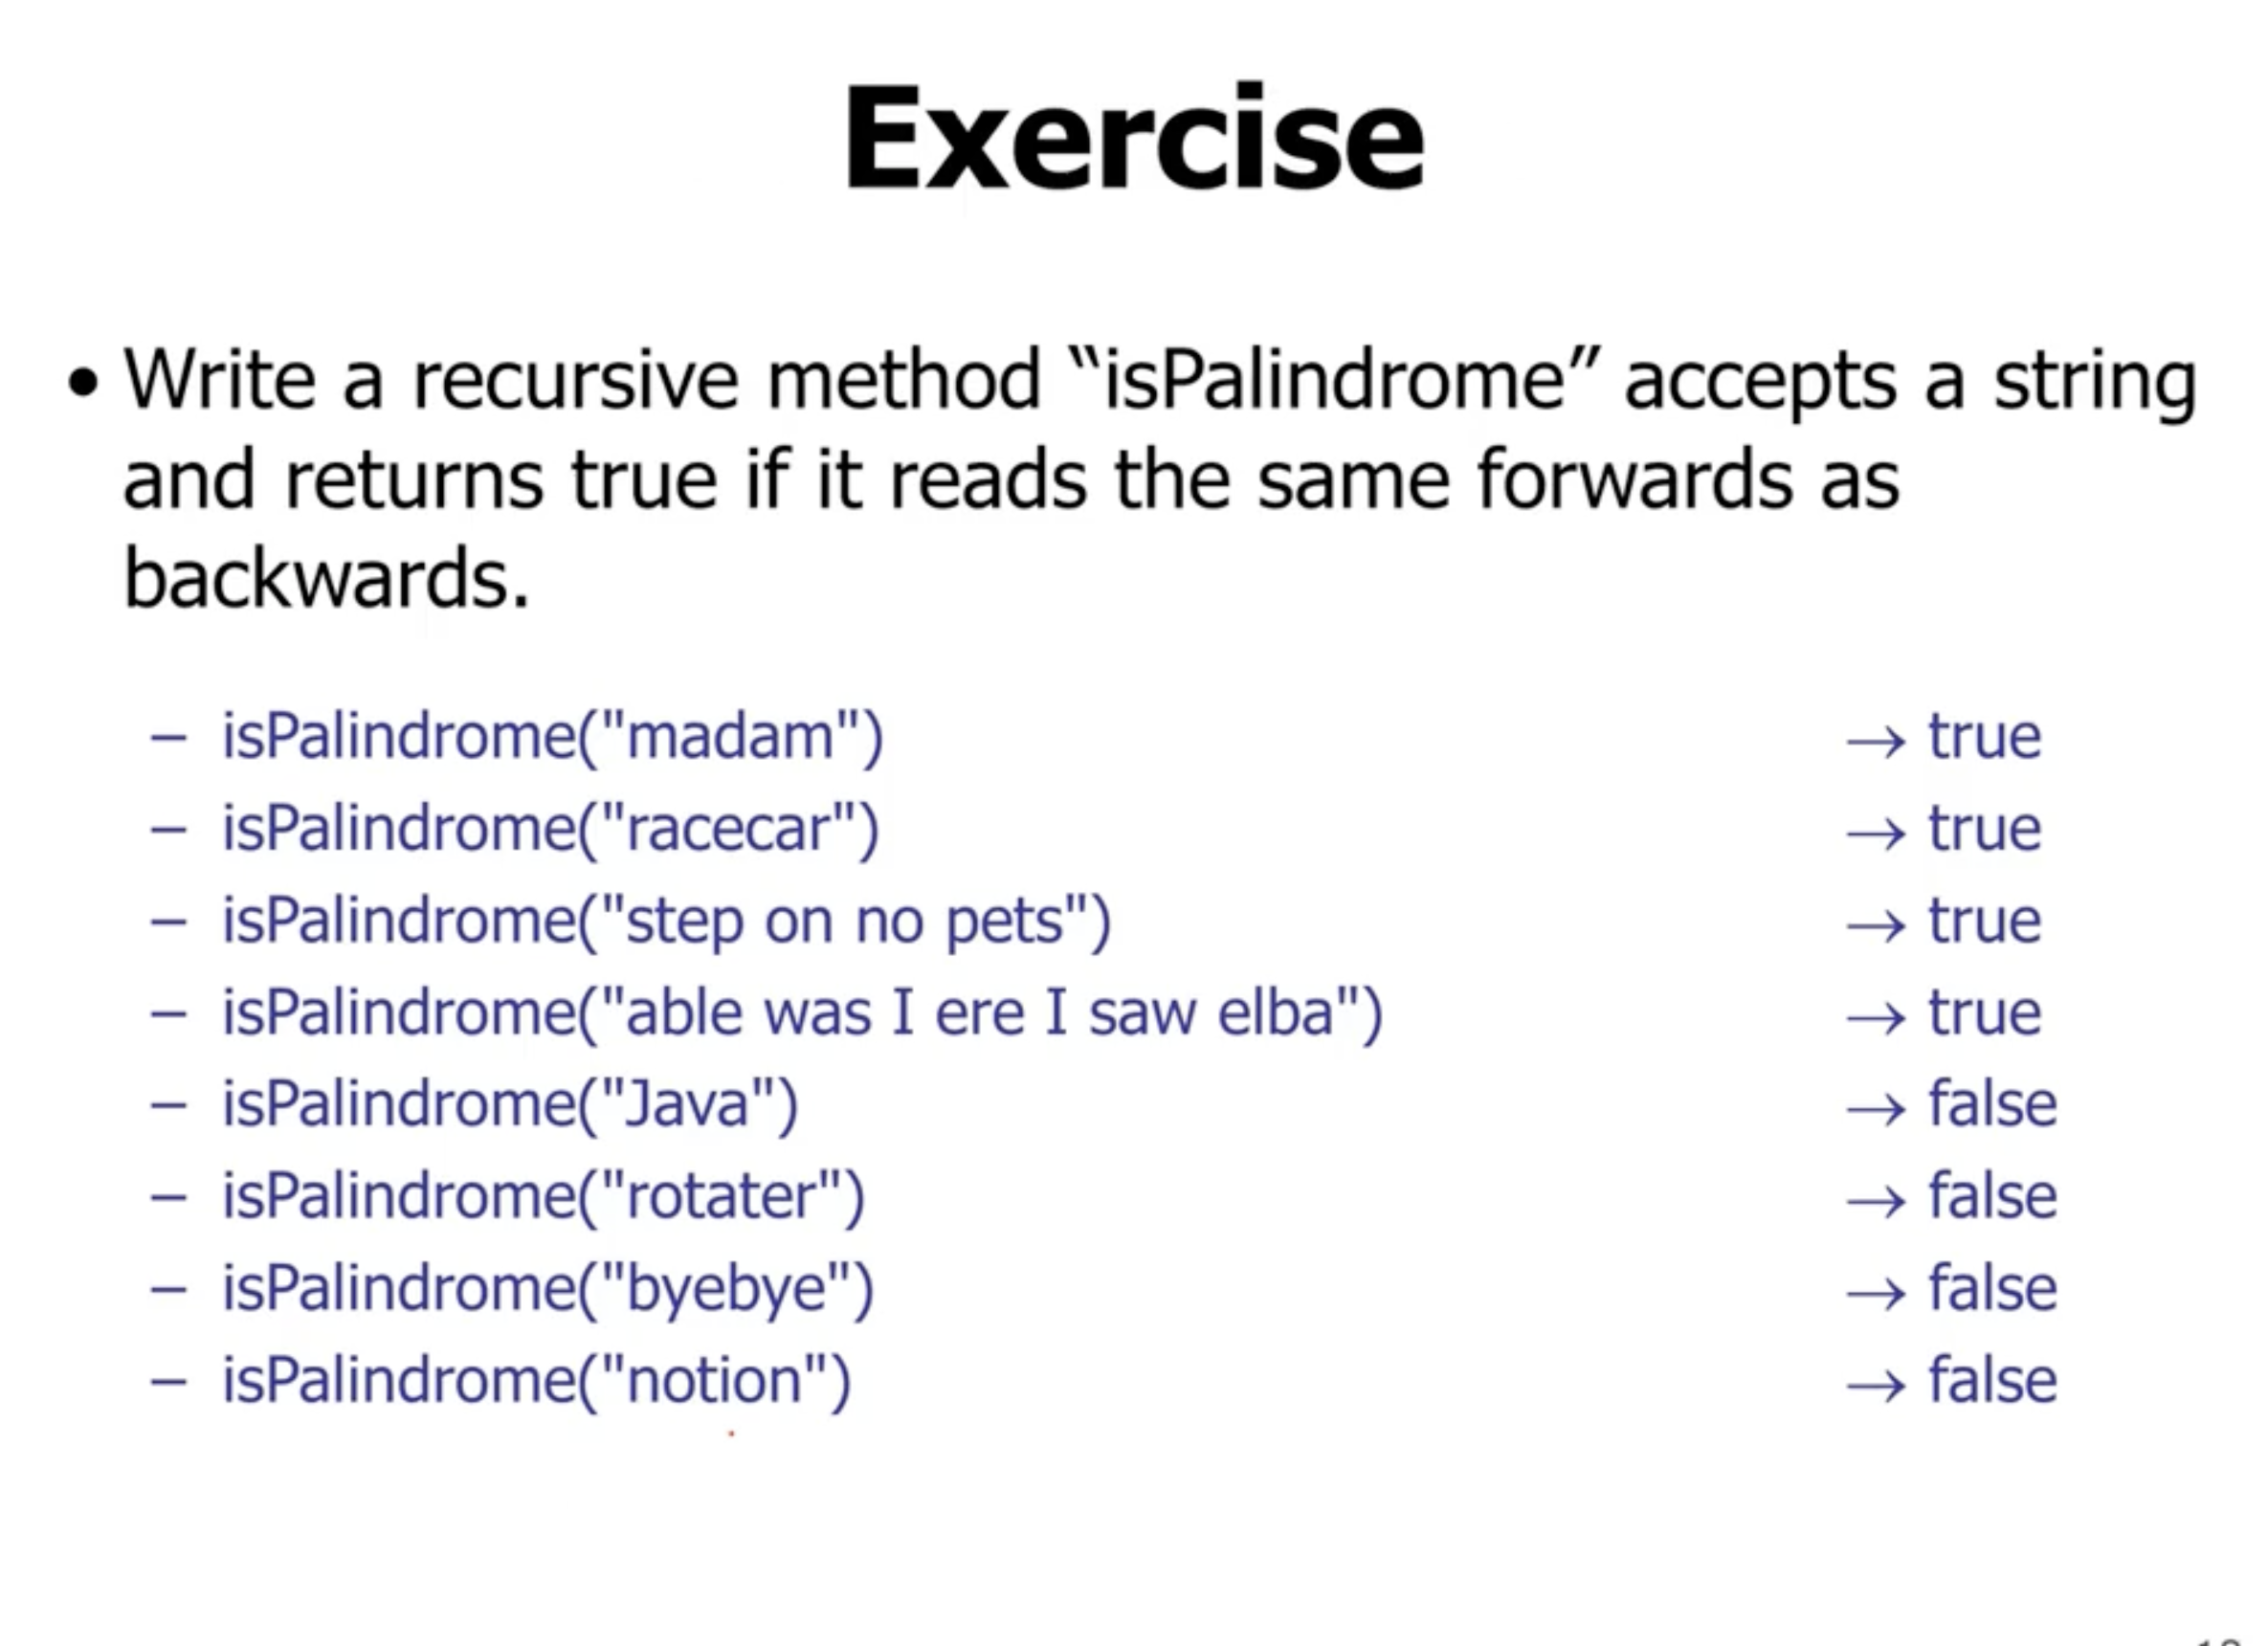 Exercise
• Write a recursive method “isPalindrome” accepts a string
and returns true if it reads the same forwards as
backwards.
– isPalindrome("madam") → true
– isPalindrome("racecar") → true
– isPalindrome("step on no pets") → true
– isPalindrome("able was I ere I saw elba") → true
– isPalindrome("Java") → false
– isPalindrome("rotater") → false
– isPalindrome("byebye") → false
– isPalindrome("notion") → false